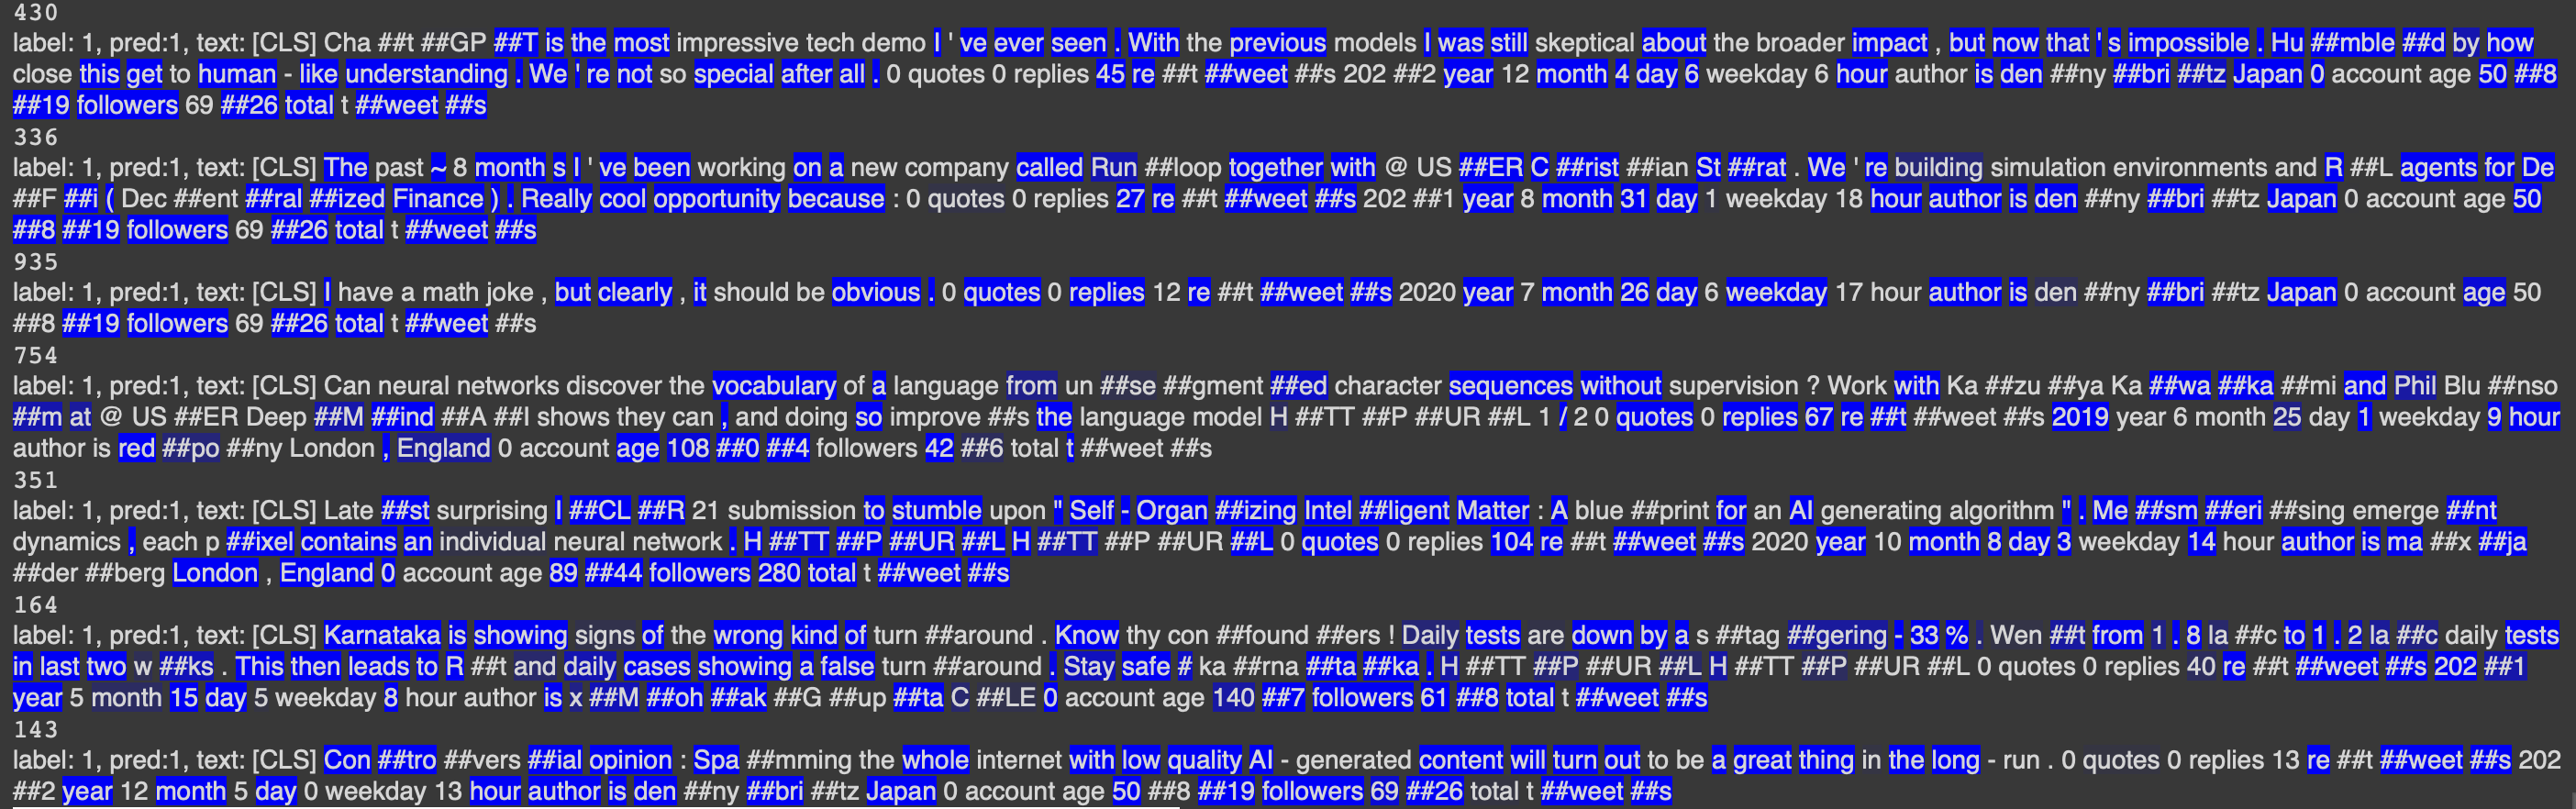 430
label: 1, pred:1, text: [CLS] Cha ##t ##GP ##T is the most impressive tech demo I ' ve ever seen . With the previous models I was still skeptical about the broader impact , but now that ' s impossible . Hu ##mble ##d by how
close this get to human - like understanding . We ' re not so special after all . 0 quotes 0 replies 45 re ##t ##weet ##s 202 ##2 year 12 month 4 day 6 weekday 6 hour author is den ##ny ##bri ##tz Japan 0 account age 50 ##8
##19 followers 69 ##26 total t ##weet ##s
336
label: 1, pred:1, text: [CLS] The past ~ 8 month s I ' ve been working on a new company called Run ##loop together with @ US ##ER C ##rist ##ian St ##rat . We ' re building simulation environments and R ##L agents for De
##F ##i ( Dec ##ent ##ral ##ized Finance ) . Really cool opportunity because : 0 quotes 0 replies 27 re ##t ##weet ##s 202 ##1 year 8 month 31 day 1 weekday 18 hour author is den ##ny ##bri ##tz Japan 0 account age 50
##8 ##19 followers 69 ##26 total t ##weet ##s
935
label: 1, pred:1, text: [CLS] I have a math joke , but clearly , it should be obvious . 0 quotes 0 replies 12 re ##t ##weet ##s 2020 year 7 month 26 day 6 weekday 17 hour author is den ##ny ##bri ##tz Japan 0 account age 50
##8 ##19 followers 69 ##26 total t ##weet ##s
754
label: 1, pred:1, text: [CLS] Can neural networks discover the vocabulary of a language from un ##se ##gment ##ed character sequences without supervision ? Work with Ka ##zu ##ya Ka ##wa ##ka ##mi and Phil Blu ##nso
##m at @ US ##ER Deep ##M ##ind ##A ##I shows they can , and doing so improve ##s the language model H ##TT ##P ##UR ##L 1 / 2 0 quotes 0 replies 67 re ##t ##weet ##s 2019 year 6 month 25 day 1 weekday 9 hour
author is red ##po ##ny London , England 0 account age 108 ##0 ##4 followers 42 ##6 total t ##weet ##s
351
label: 1, pred:1, text: [CLS] Late ##st surprising I ##CL ##R 21 submission to stumble upon " Self - Organ ##izing Intel ##ligent Matter : A blue ##print for an AI generating algorithm " . Me ##sm ##eri ##sing emerge ##nt
dynamics , each p ##ixel contains an individual neural network . H ##TT ##P ##UR ##L H ##TT ##P ##UR ##L 0 quotes 0 replies 104 re ##t ##weet ##s 2020 year 10 month 8 day 3 weekday 14 hour author is ma ##x ##ja
##der ##berg London , England 0 account age 89 ##44 followers 280 total t ##weet ##s
164
label: 1, pred:1, text: [CLS] Karnataka is showing signs of the wrong kind of turn ##around . Know thy con ##found ##ers ! Daily tests are down by a s ##tag ##gering - 33 % . Wen ##t from 1 . 8 la ##c to 1 . 2 la ##c daily tests
in last two w ##ks . This then leads to R ##t and daily cases showing a false turn ##around . Stay safe # ka ##rna ##ta ##ka . H ##TT ##P ##UR ##L H ##TT ##P ##UR ##L 0 quotes 0 replies 40 re ##t ##weet ##s 202 ##1
year 5 month 15 day 5 weekday 8 hour author is x ##M ##oh ##ak ##G ##up ##ta C ##LE 0 account age 140 ##7 followers 61 ##8 total t ##weet ##s
143
label: 1, pred:1, text: [CLS] Con ##tro ##vers ##ial opinion : Spa ##mming the whole internet with low quality AI - generated content will turn out to be a great thing in the long - run . 0 quotes 0 replies 13 re ##t ##weet ##s 202
##2 year 12 month 5 day 0 weekday 13 hour author is den ##ny ##bri ##tz Japan 0 account age 50 ##8 ##19 followers 69 ##26 total t ##weet ##s